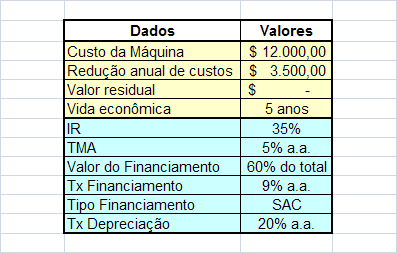 Dados Valores
Custo da Máquina $ 12.000,00
Redução anual de custos $ 3.500,00
Valor residual $ -
Vida econômica 5 anos
IR 35%
TMA 5% a.a.
Valor do Financiamento 60% do total
Tx Financiamento 9% a.a.
Tipo Financiamento SAC
Tx Depreciação 20% a.a.